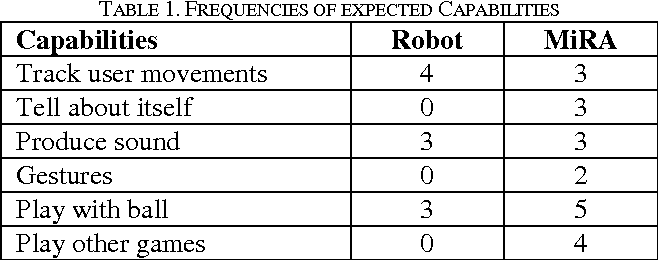 TABLE 1. FREQUENCIES OF EXPECTED CAPABILITIES
Capabilities Robot MiRA
Track user movements 4 3
Tell about itself 0 3
Produce sound 3 3
Gestures 0 2
Play with ball 3 5
Play other games 0 4